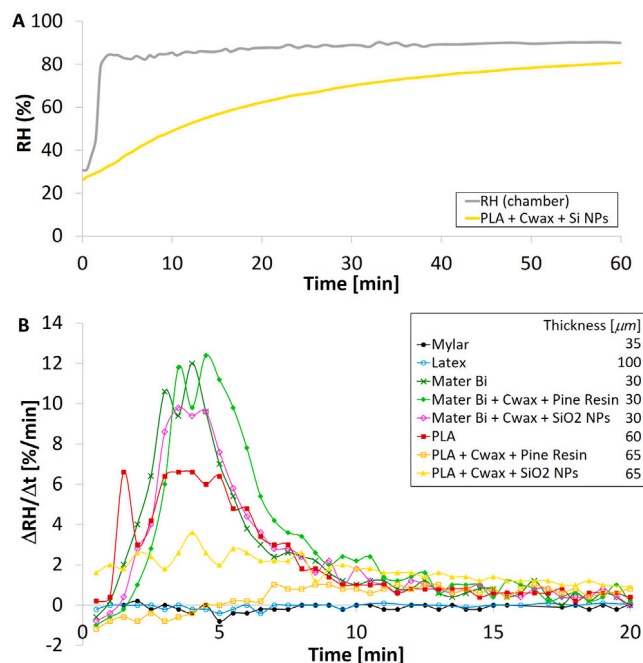 A
100
80
60
40
20
0
RH (%)
RH (chamber)
PLA + Cwax + Si NPs
0 10 20 30 40 50 60
Time [min]
B
14
12
10
8
6
4
2
0
-2
ΔRH/Δt [%/min]
Thickness [μm]
Mylar 35
Latex 100
Mater Bi 30
Mater Bi + Cwax + Pine Resin 30
Mater Bi + Cwax + SiO2 NPs 30
PLA 60
PLA + Cwax + Pine Resin 65
PLA + Cwax + SiO2 NPs 65
0 5 10 15 20
Time [min]